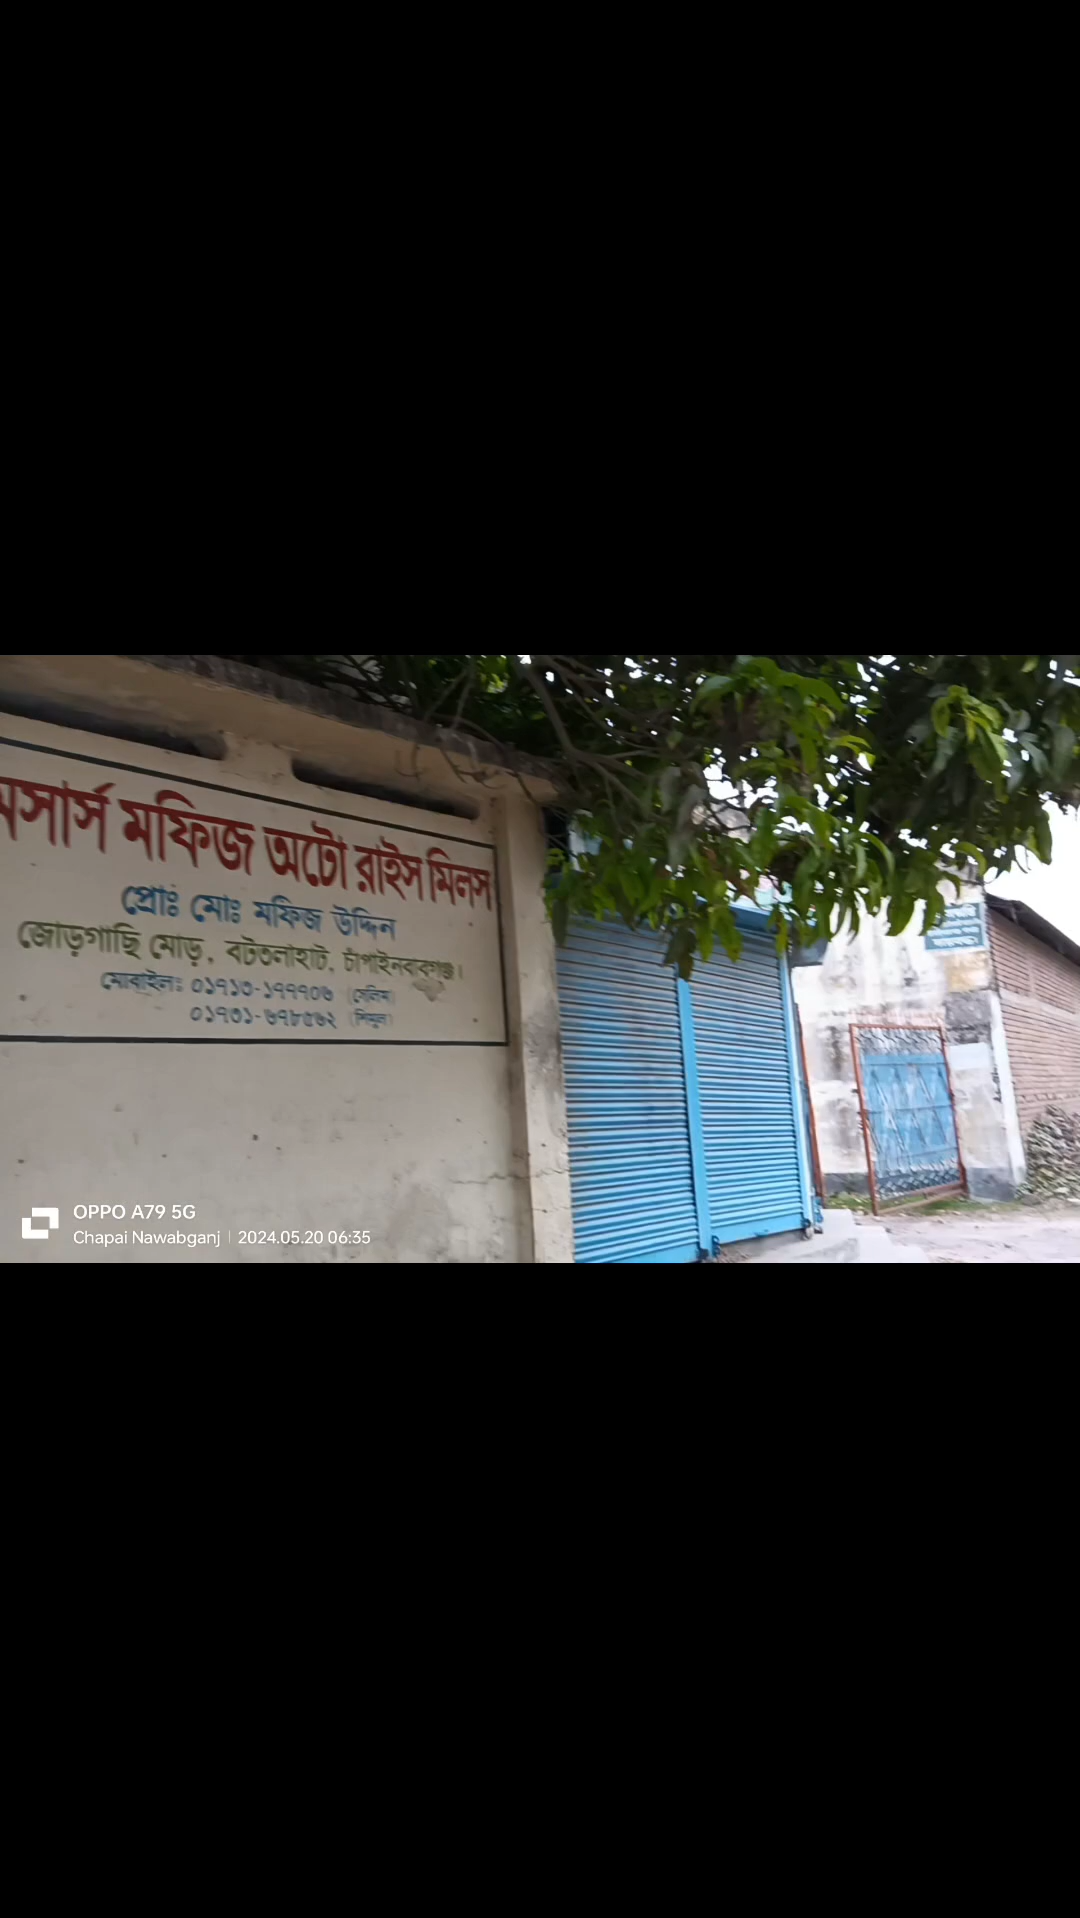 মেসার্স মফিজ অটো রাইস মিলস
প্রোঃ মোঃ মফিজ উদ্দিন
জোড়গাছি মোড়, বটতলাহাট, চাঁপাইনবাবগঞ্জ।
মোবাইলঃ ০১৭১৩-১৭৭৭০৬ (সেলিম)
০১৭৩১-৬৭৮৫৬২ (শিমুল)
OPPO A79 5G
Chapai Nawabganj | 2024.05.20 06:35